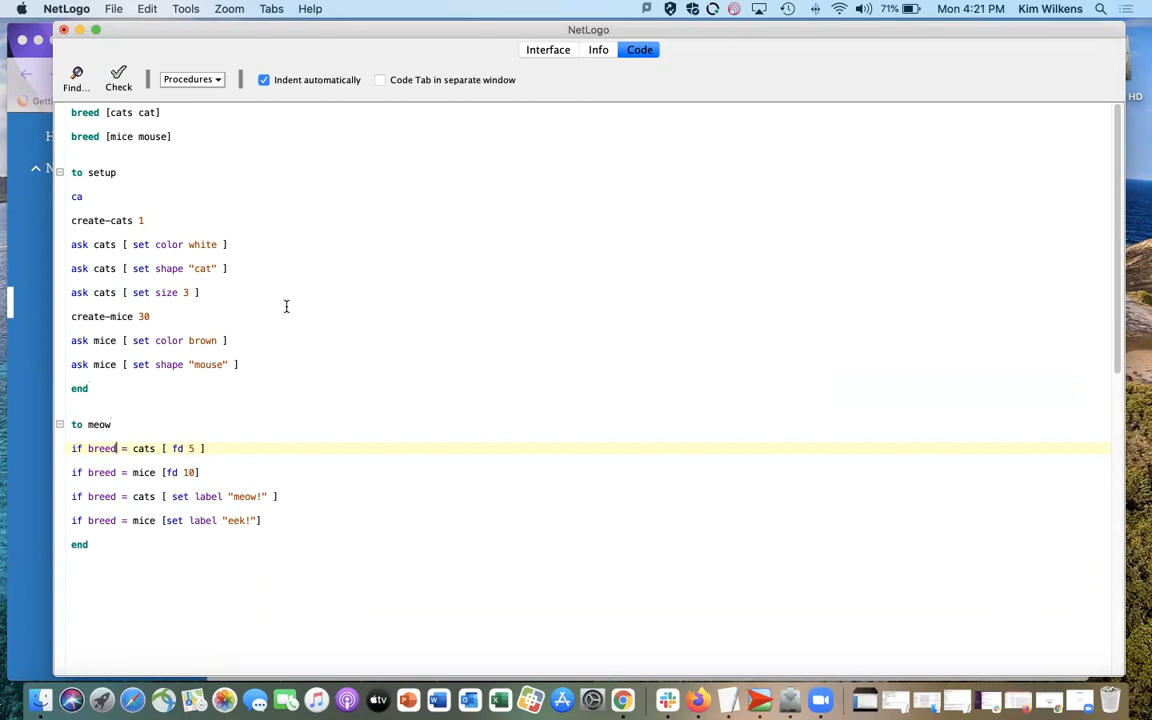 NetLogo File Edit Tools Zoom Tabs Help 71% Mon 4:21 PM Kim Wilkens
NetLogo
Interface Info Code
Find... Check Procedures Indent automatically Code Tab in separate window
HD
Getti
H
N
breed [cats cat]
breed [mice mouse]
to setup
ca
create-cats 1
ask cats [ set color white ]
ask cats [ set shape "cat" ]
ask cats [ set size 3 ]
create-mice 30
ask mice [ set color brown ]
ask mice [ set shape "mouse" ]
end
to meow
if breed = cats [ fd 5 ]
if breed = mice [fd 10]
if breed = cats [ set label "meow!" ]
if breed = mice [set label "eek!"]
end
tv